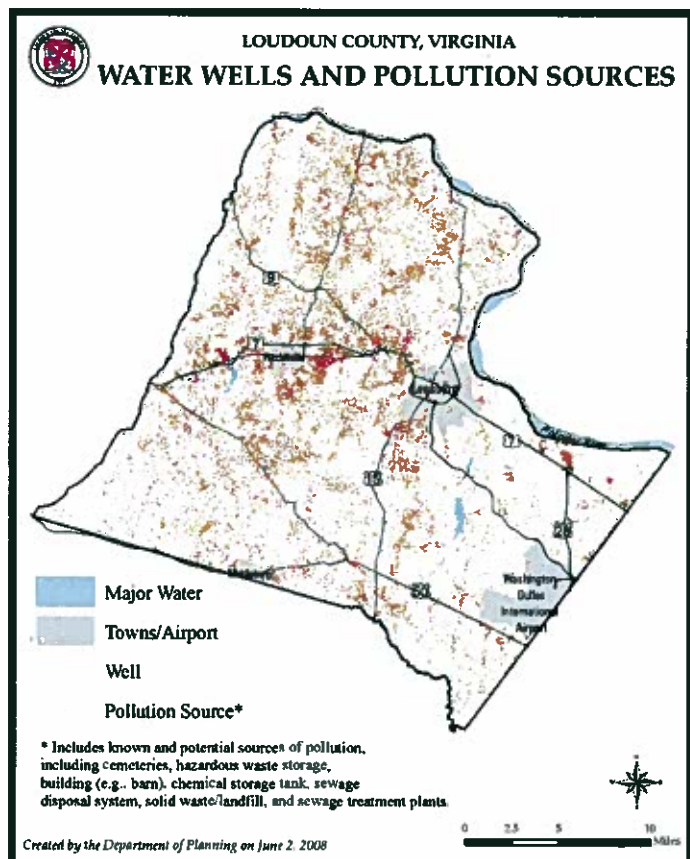 LOUDOUN COUNTY, VIRGINIA
WATER WELLS AND POLLUTION SOURCES
9
7
7
15
28
50
Washington
Dulles
International
Airport
Major Water
Towns/Airport
Well
Pollution Source*
* Includes known and potential sources of pollution,
including cemeteries, hazardous waste storage,
building (e.g.. barn). chemical storage tank, sewage
disposal system, solid waste/landfill, and sewage treatment plants.
Created by the Department of Planning on June 2, 2008
0 2.5 5 10
Miles